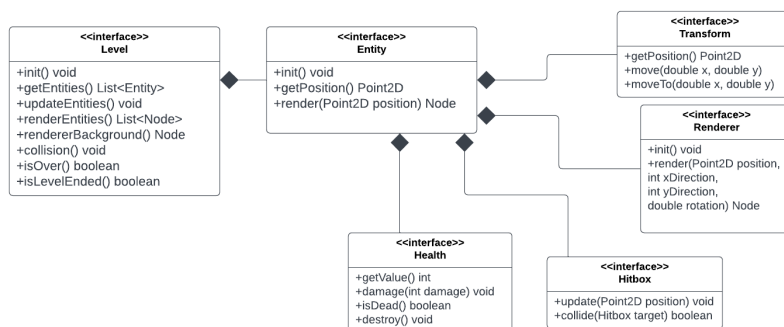 <<interface>>
Level
+init() void
+getEntities() List<Entity>
+updateEntities() void
+renderEntities() List<Node>
+rendererBackground() Node
+collision() void
+isOver() boolean
+isLevelEnded() boolean
<<interface>>
Entity
+init() void
+getPosition() Point2D
+render(Point2D position) Node
<<interface>>
Transform
+getPosition() Point2D
+move(double x, double y)
+moveTo(double x, double y)
<<interface>>
Renderer
+init() void
+render(Point2D position,
int xDirection,
int yDirection,
double rotation) Node
<<interface>>
Health
+getValue() int
+damage(int damage) void
+isDead() boolean
+destroy() void
<<interface>>
Hitbox
+update(Point2D position) void
+collide(Hitbox target) boolean